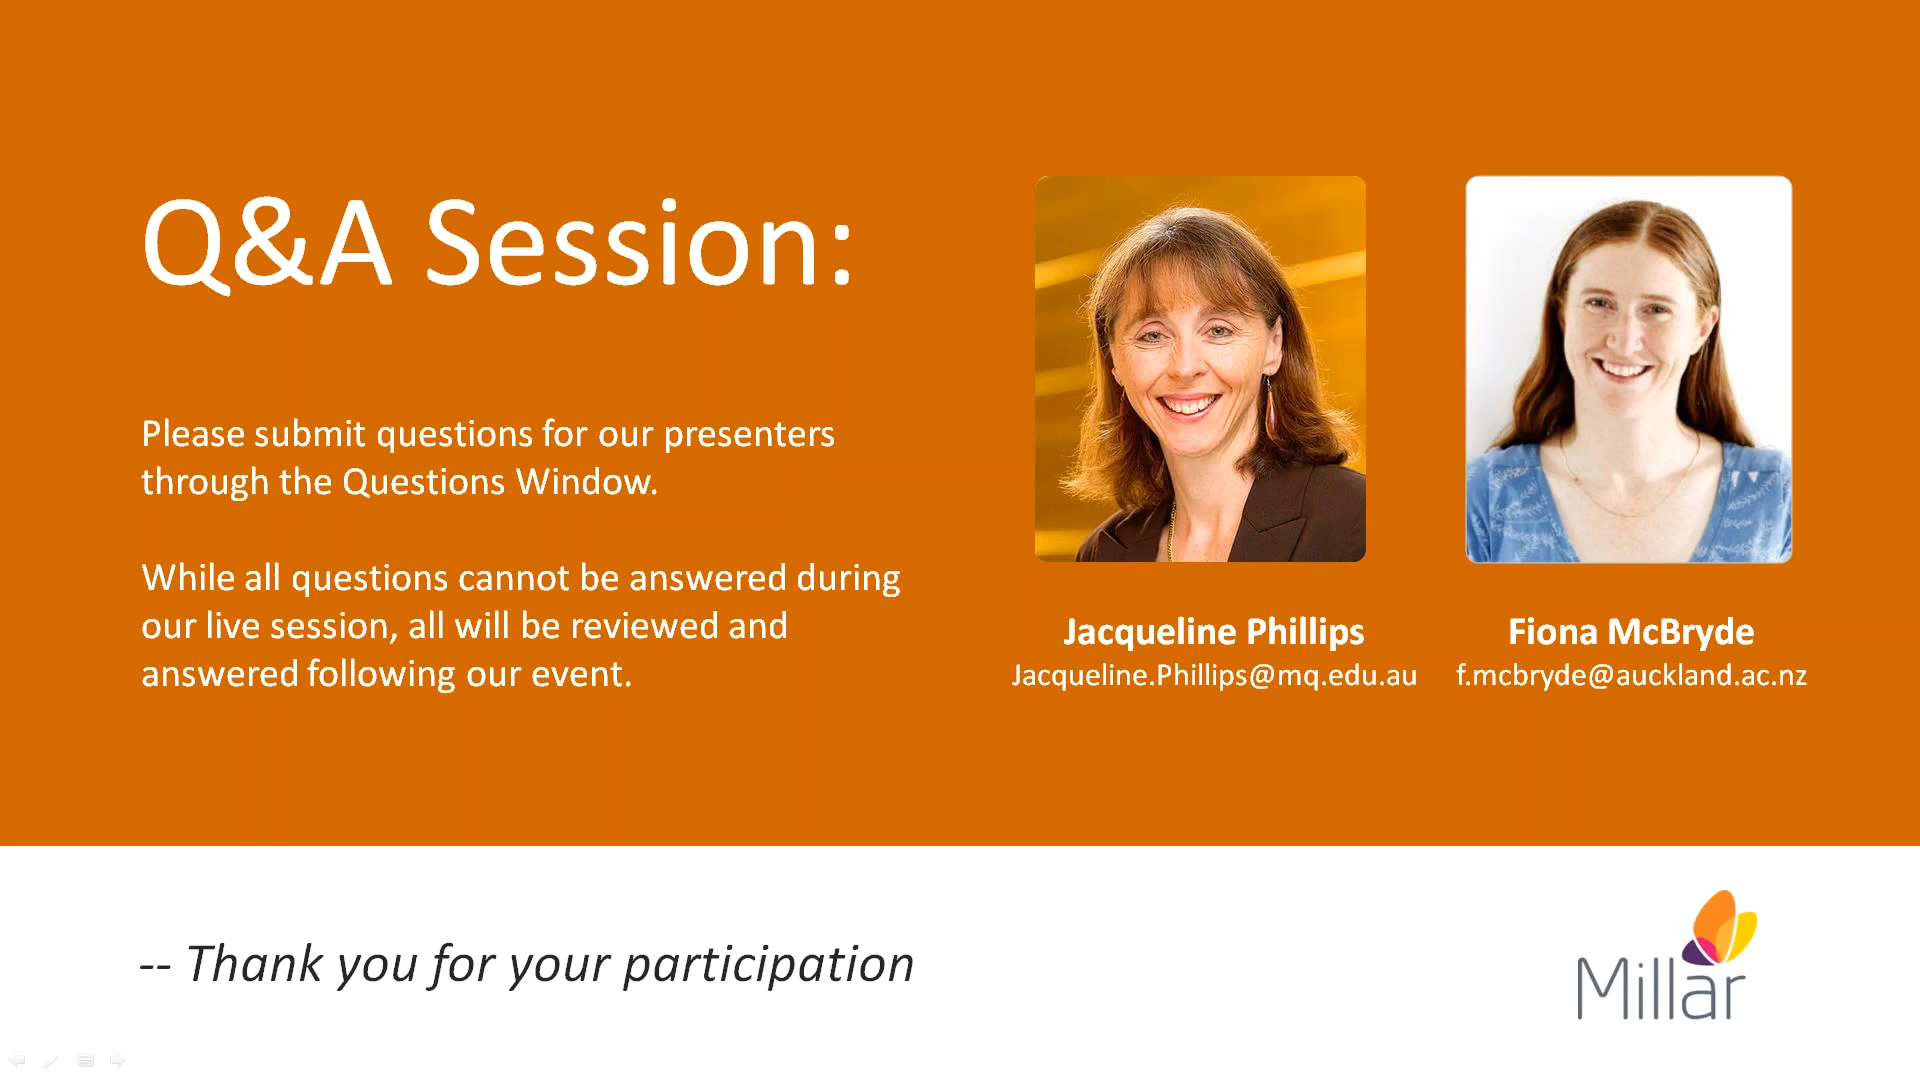 Q&A Session:
Please submit questions for our presenters
through the Questions Window.
While all questions cannot be answered during
our live session, all will be reviewed and
answered following our event.
Jacqueline Phillips
Jacqueline.Phillips@mq.edu.au
Fiona McBryde
f.mcbryde@auckland.ac.nz
-- Thank you for your participation
Millar